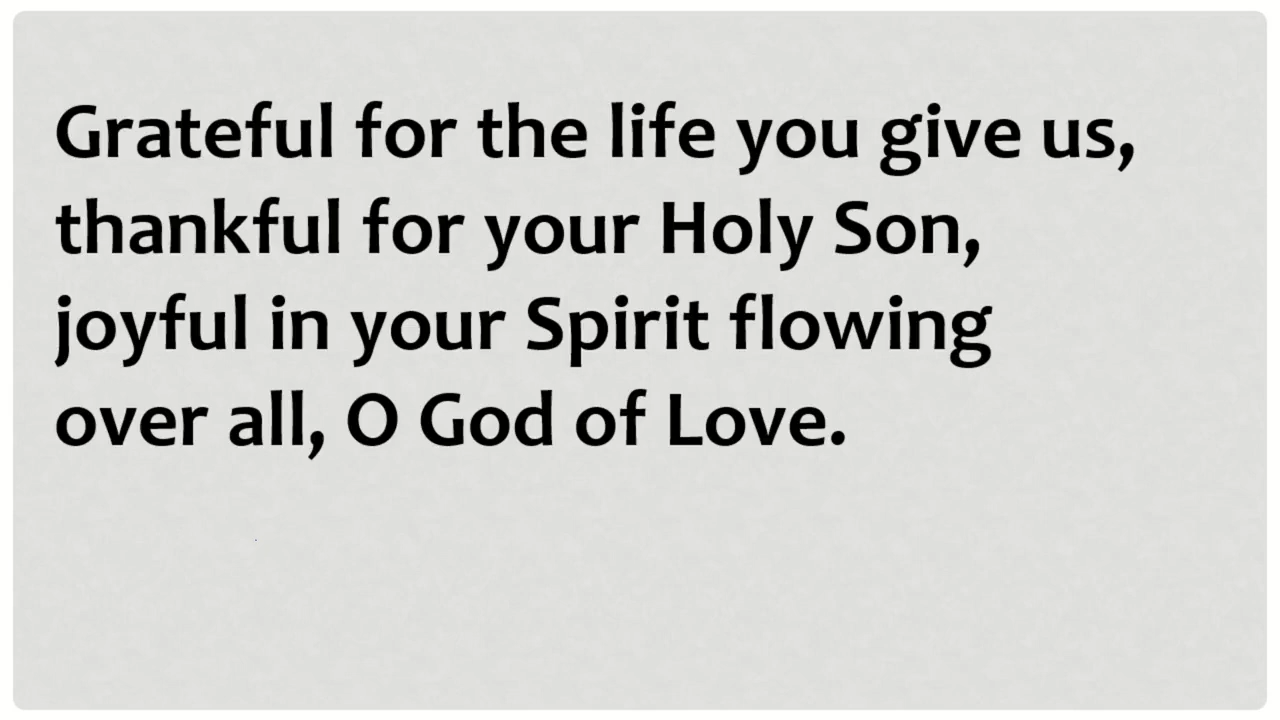 Grateful for the life you give us,
thankful for your Holy Son,
joyful in your Spirit flowing
over all, O God of Love.